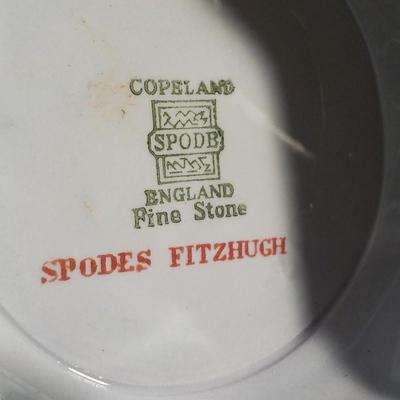 COPELAND
SPODE
ENGLAND
Fine Stone
SPODES FITZHUGH